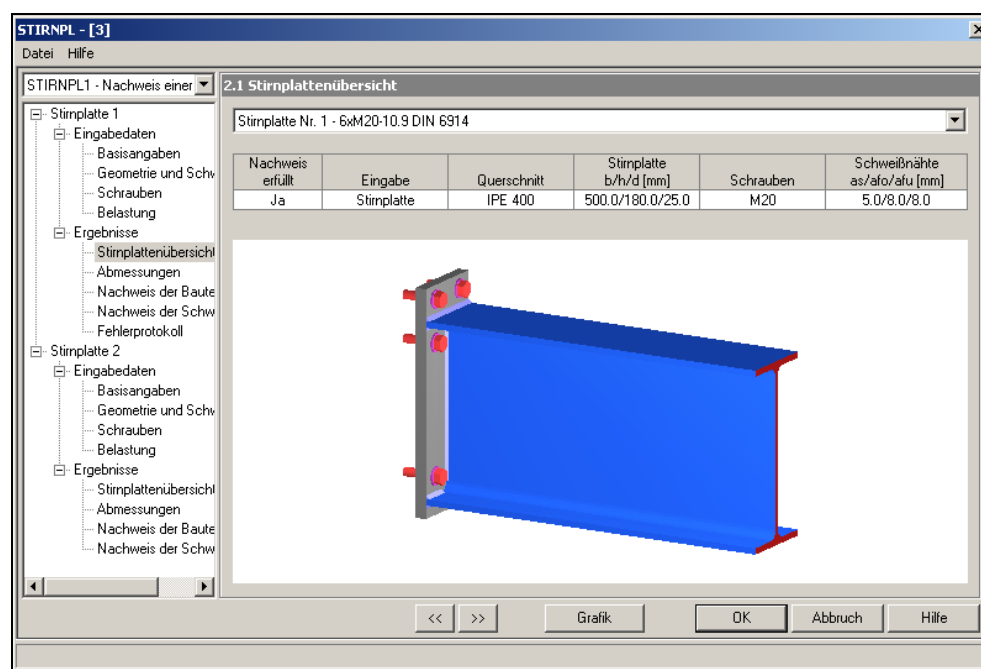 STIRNPL - [3]
Datei Hilfe
STIRNPL1 - Nachweis einer
Stirnplatte 1
Eingabedaten
Basisangaben
Geometrie und Schw
Schrauben
Belastung
Ergebnisse
Stirnplattenübersicht
Abmessungen
Nachweis der Baute
Nachweis der Schw
Fehlerprotokoll
Stirnplatte 2
Eingabedaten
Basisangaben
Geometrie und Schw
Schrauben
Belastung
Ergebnisse
Stirnplattenübersicht
Abmessungen
Nachweis der Baute
Nachweis der Schw
2.1 Stirnplattenübersicht
Stirnplatte Nr. 1 - 6xM20-10.9 DIN 6914
Nachweis erfüllt Eingabe Querschnitt Stirnplatte b/h/d [mm] Schrauben Schweißnähte as/afo/afu [mm]
Ja Stirnplatte IPE 400 500.0/180.0/25.0 M20 5.0/8.0/8.0
<< >> Grafik OK Abbruch Hilfe